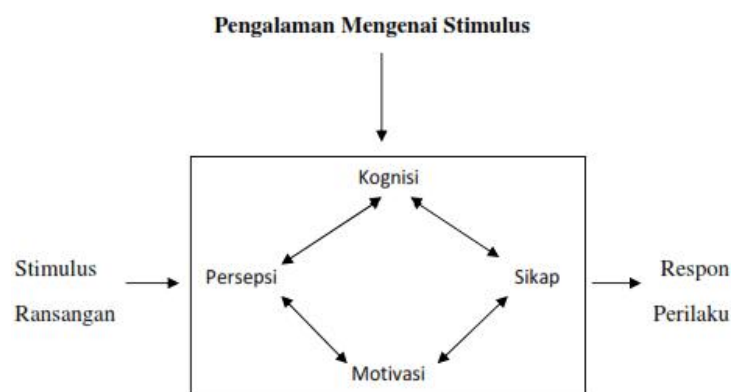 Pengalaman Mengenai Stimulus
Kognisi
Stimulus
Ransangan
Persepsi
Sikap
Respon
Perilaku
Motivasi